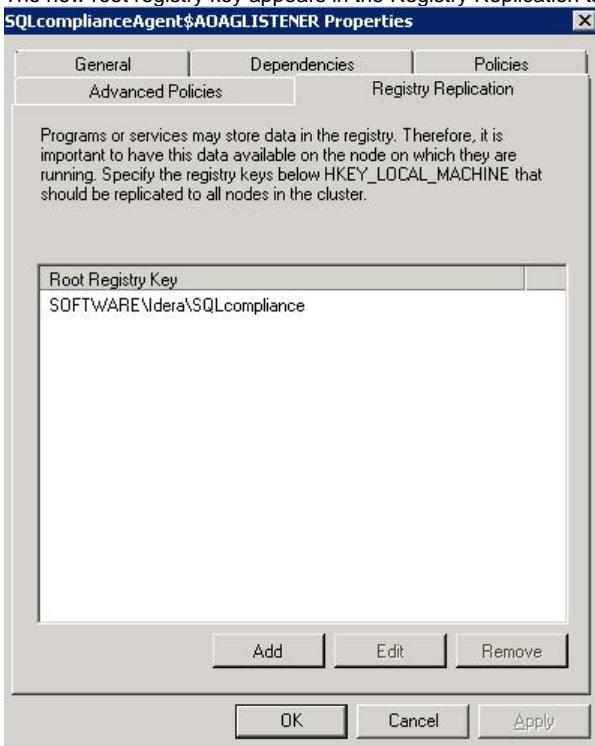 The new root registry key appears in the Registry Replication ta
SQLcomplianceAgent$AOAGLISTENER Properties
General
Dependencies
Policies
Advanced Policies
Registry Replication
Programs or services may store data in the registry. Therefore, it is
important to have this data available on the node on which they are
running. Specify the registry keys below HKEY_LOCAL_MACHINE that
should be replicated to all nodes in the cluster.
Root Registry Key
SOFTWARE\Idera\SQLcompliance
Add
Edit
Remove
OK
Cancel
Apply